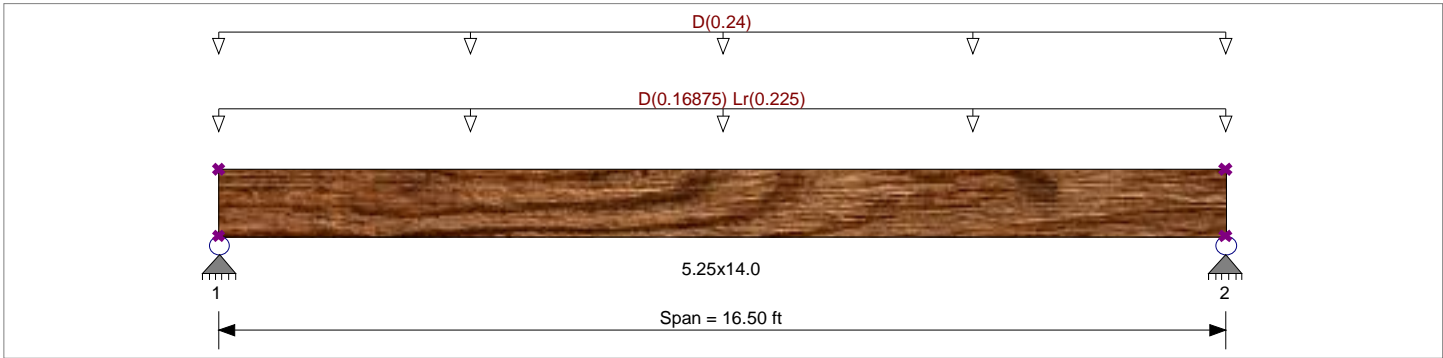 D(0.24)
D(0.16875) Lr(0.225)
5.25x14.0
1
2
Span = 16.50 ft